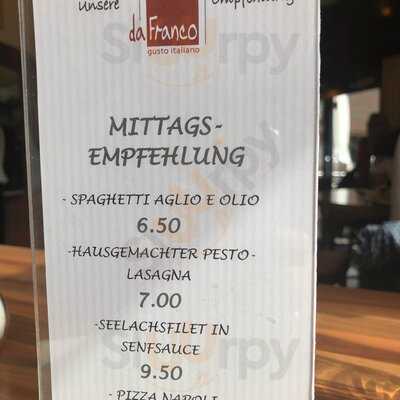 Unsere
da Franco
gusto italiano
Empfehlung
MITTAGS-
EMPFEHLUNG
- SPAGHETTI AGLIO E OLIO
6.50
-HAUSGEMACHTER PESTO-
LASAGNA
7.00
-SEELACHSFILET IN
SENFSAUCE
9.50
- PIZZA NAPOLI